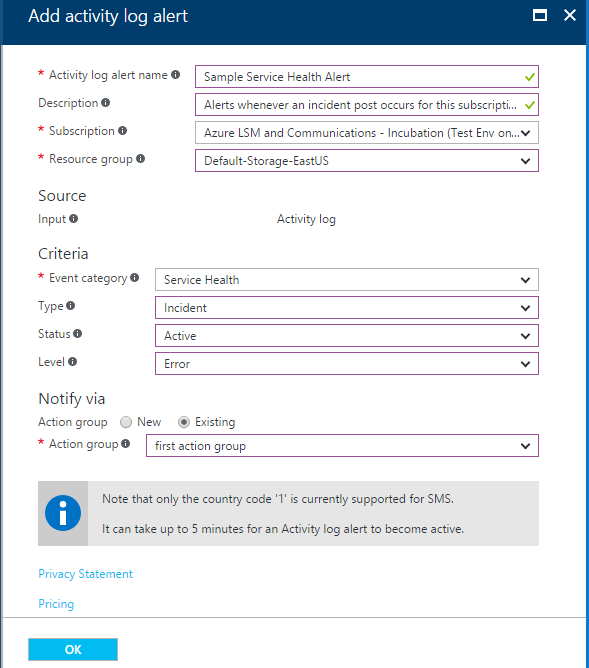 Add activity log alert
* Activity log alert name Sample Service Health Alert
Description Alerts whenever an incident post occurs for this subscripti...
* Subscription Azure LSM and Communications - Incubation (Test Env on...
* Resource group Default-Storage-EastUS
Source
Input Activity log
Criteria
* Event category Service Health
Type Incident
Status Active
Level Error
Notify via
Action group New Existing
* Action group first action group
Note that only the country code '1' is currently supported for SMS.
It can take up to 5 minutes for an Activity log alert to become active.
Privacy Statement
Pricing
OK